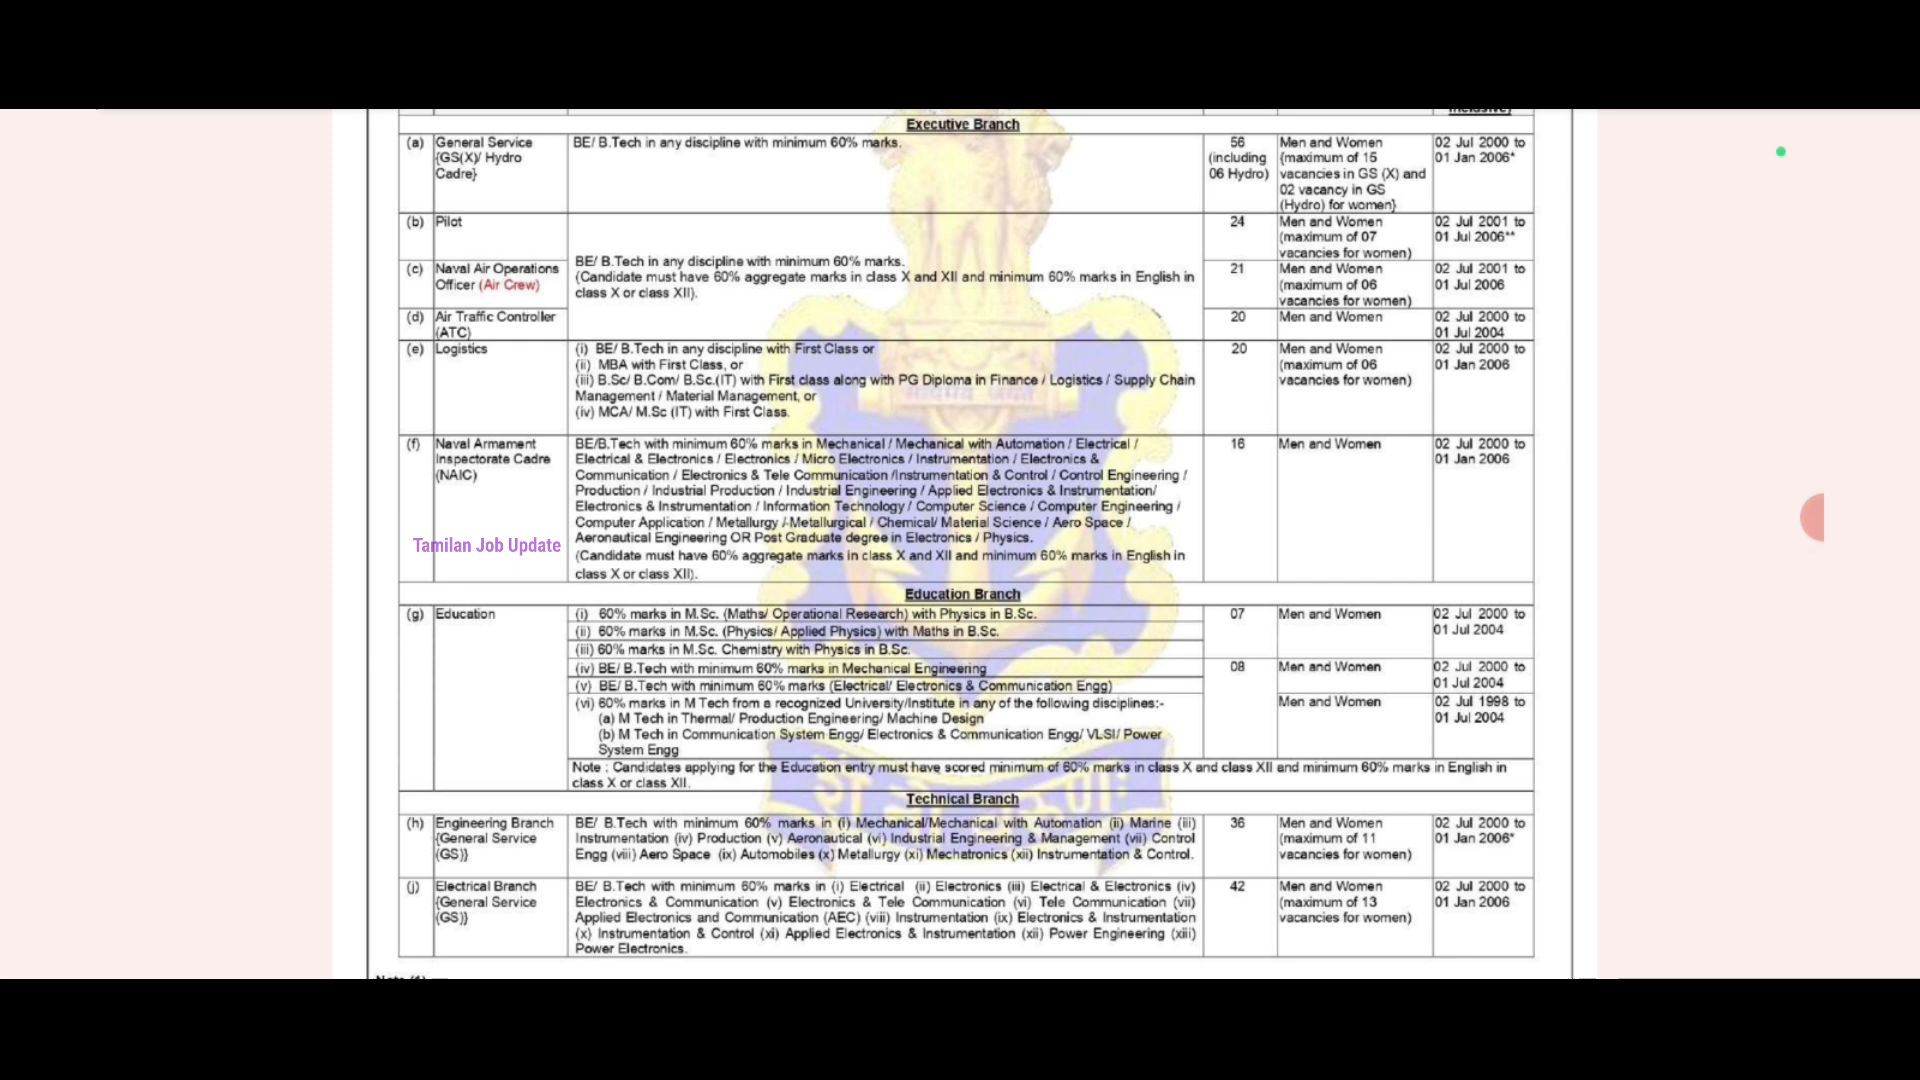 inclusive)
Executive Branch
(a) General Service {GS(X)/ Hydro Cadre}
BE/ B.Tech in any discipline with minimum 60% marks.
56 (including 06 Hydro)
Men and Women {maximum of 15 vacancies in GS (X) and 02 vacancy in GS (Hydro) for women}
02 Jul 2000 to 01 Jan 2006*
(b) Pilot
24
Men and Women (maximum of 07 vacancies for women)
02 Jul 2001 to 01 Jul 2006**
BE/ B.Tech in any discipline with minimum 60% marks.
(Candidate must have 60% aggregate marks in class X and XII and minimum 60% marks in English in
class X or class XII).
(c) Naval Air Operations Officer (Air Crew)
21
Men and Women (maximum of 06 vacancies for women)
02 Jul 2001 to 01 Jul 2006
(d) Air Traffic Controller (ATC)
20
Men and Women
02 Jul 2000 to 01 Jul 2004
(e) Logistics
(i) BE/ B.Tech in any discipline with First Class or
(ii) MBA with First Class, or
(iii) B.Sc/ B.Com/ B.Sc.(IT) with First class along with PG Diploma in Finance / Logistics / Supply Chain
Management / Material Management, or
(iv) MCA/ M.Sc (IT) with First Class.
20
Men and Women (maximum of 06 vacancies for women)
02 Jul 2000 to 01 Jan 2006
(f) Naval Armament Inspectorate Cadre (NAIC)
BE/B.Tech with minimum 60% marks in Mechanical / Mechanical with Automation / Electrical /
Electrical & Electronics / Electronics / Micro Electronics / Instrumentation / Electronics &
Communication / Electronics & Tele Communication /Instrumentation & Control / Control Engineering /
Production / Industrial Production / Industrial Engineering / Applied Electronics & Instrumentation/
Electronics & Instrumentation / Information Technology / Computer Science / Computer Engineering /
Computer Application / Metallurgy / Metallurgical / Chemical/ Material Science / Aero Space /
Aeronautical Engineering OR Post Graduate degree in Electronics / Physics.
(Candidate must have 60% aggregate marks in class X and XII and minimum 60% marks in English in
class X or class XII).
16
Men and Women
02 Jul 2000 to 01 Jan 2006
Tamilan Job Update
Education Branch
(g) Education
(i) 60% marks in M.Sc. (Maths/ Operational Research) with Physics in B.Sc.
(ii) 60% marks in M.Sc. (Physics/ Applied Physics) with Maths in B.Sc.
(iii) 60% marks in M.Sc. Chemistry with Physics in B.Sc.
07
Men and Women
02 Jul 2000 to 01 Jul 2004
(iv) BE/ B.Tech with minimum 60% marks in Mechanical Engineering
(v) BE/ B.Tech with minimum 60% marks (Electrical/ Electronics & Communication Engg)
08
Men and Women
02 Jul 2000 to 01 Jul 2004
(vi) 60% marks in M Tech from a recognized University/Institute in any of the following disciplines:-
(a) M Tech in Thermal/ Production Engineering/ Machine Design
(b) M Tech in Communication System Engg/ Electronics & Communication Engg/ VLSI/ Power
System Engg
Men and Women
02 Jul 1998 to 01 Jul 2004
Note : Candidates applying for the Education entry must have scored minimum of 60% marks in class X and class XII and minimum 60% marks in English in
class X or class XII.
Technical Branch
(h) Engineering Branch {General Service (GS)}
BE/ B.Tech with minimum 60% marks in (i) Mechanical/Mechanical with Automation (ii) Marine (iii)
Instrumentation (iv) Production (v) Aeronautical (vi) Industrial Engineering & Management (vii) Control
Engg (viii) Aero Space (ix) Automobiles (x) Metallurgy (xi) Mechatronics (xii) Instrumentation & Control.
36
Men and Women (maximum of 11 vacancies for women)
02 Jul 2000 to 01 Jan 2006*
(j) Electrical Branch {General Service (GS)}
BE/ B.Tech with minimum 60% marks in (i) Electrical (ii) Electronics (iii) Electrical & Electronics (iv)
Electronics & Communication (v) Electronics & Tele Communication (vi) Tele Communication (vii)
Applied Electronics and Communication (AEC) (viii) Instrumentation (ix) Electronics & Instrumentation
(x) Instrumentation & Control (xi) Applied Electronics & Instrumentation (xii) Power Engineering (xiii)
Power Electronics.
42
Men and Women (maximum of 13 vacancies for women)
02 Jul 2000 to 01 Jan 2006